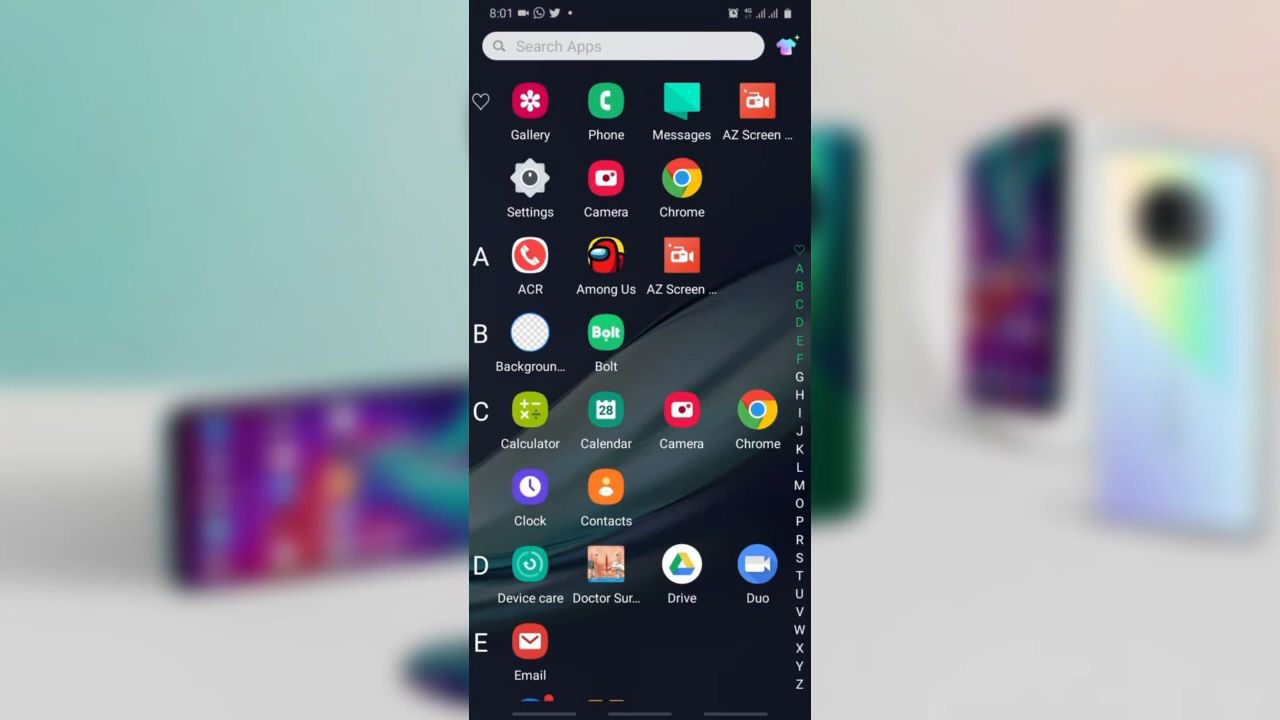 8:01
4G
Search Apps
Gallery Phone Messages AZ Screen ...
Settings Camera Chrome
A
ACR Among Us AZ Screen ...
B
Bolt
Backgroun... Bolt
C
28
Calculator Calendar Camera Chrome
Clock Contacts
D
Device care Doctor Sur... Drive Duo
E
Email
A
B
C
D
E
F
G
H
I
J
K
L
M
O
P
R
S
T
U
V
W
X
Y
Z